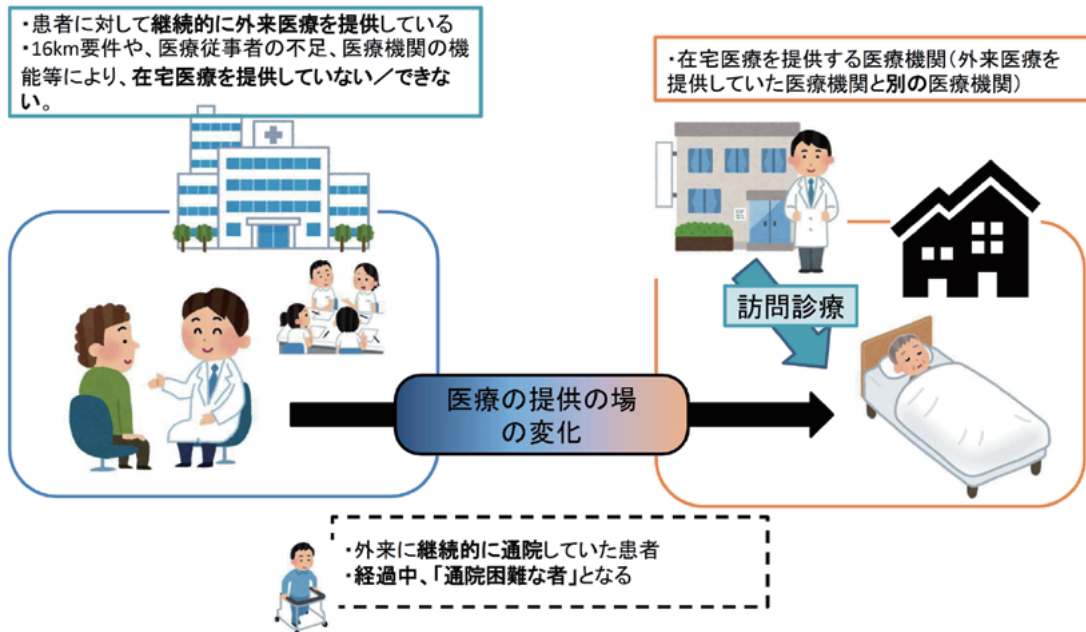 ・患者に対して継続的に外来医療を提供している
・16km要件や、医療従事者の不足、医療機関の機
能等により、在宅医療を提供していない／できな
い。
・在宅医療を提供する医療機関(外来医療を
提供していた医療機関と別の医療機関)
訪問診療
医療の提供の場
の変化
・外来に継続的に通院していた患者
・経過中、「通院困難な者」となる